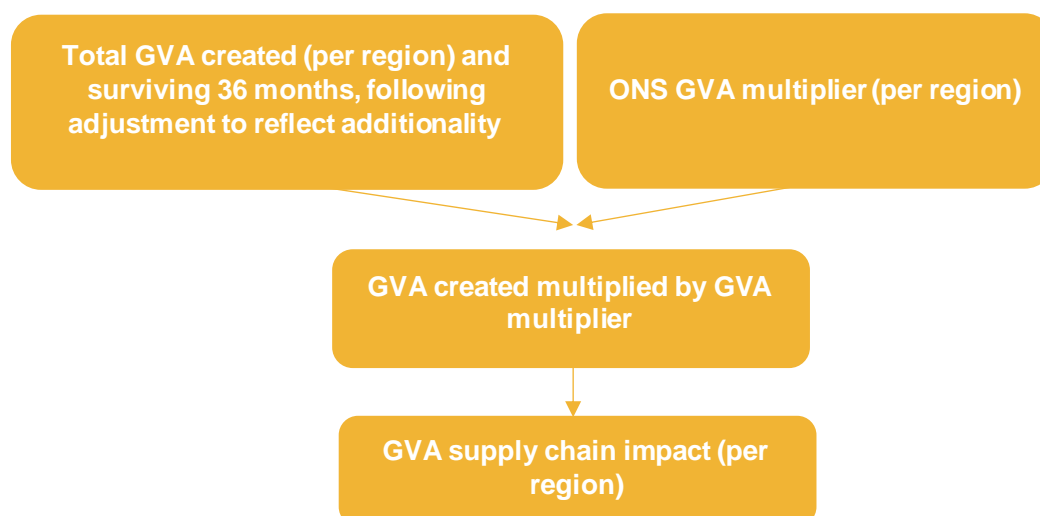 Total GVA created (per region) and
surviving 36 months, following
adjustment to reflect additionality
ONS GVA multiplier (per region)
GVA created multiplied by GVA
multiplier
GVA supply chain impact (per
region)